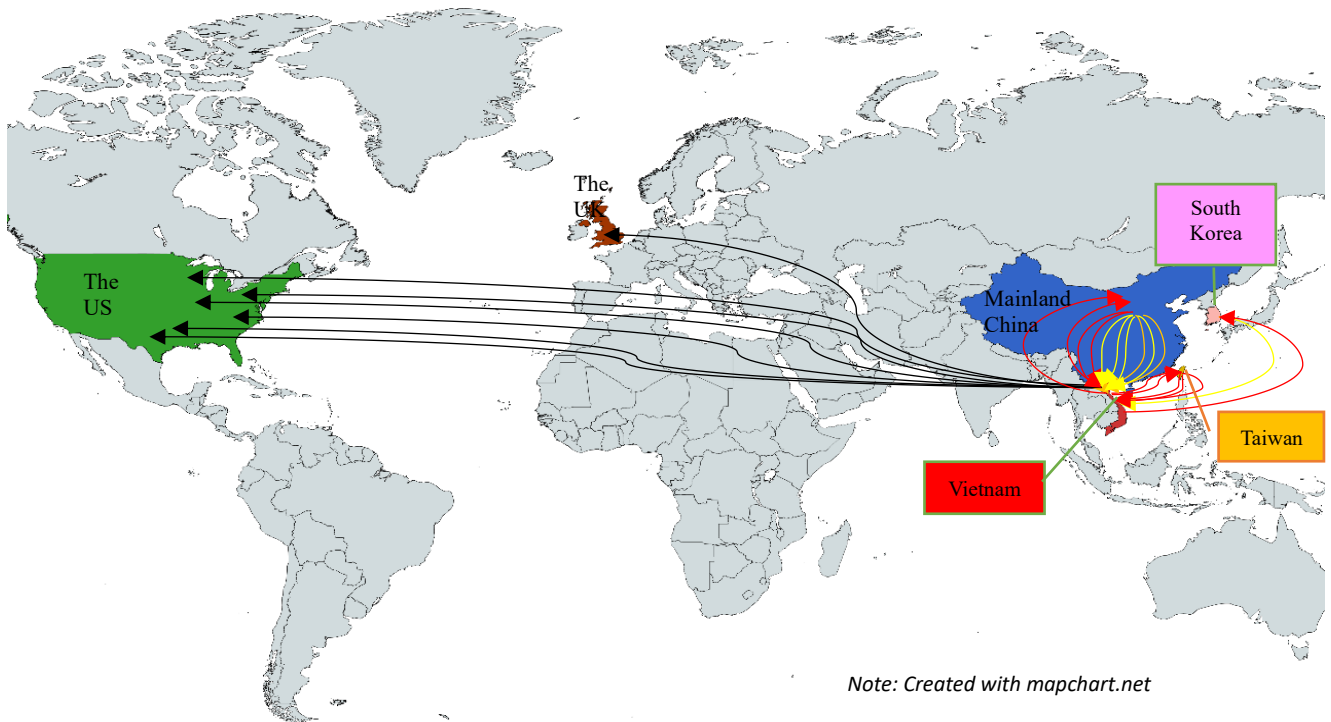 The
UK
South
Korea
The
US
Mainland
China
Taiwan
Vietnam
Note: Created with mapchart.net